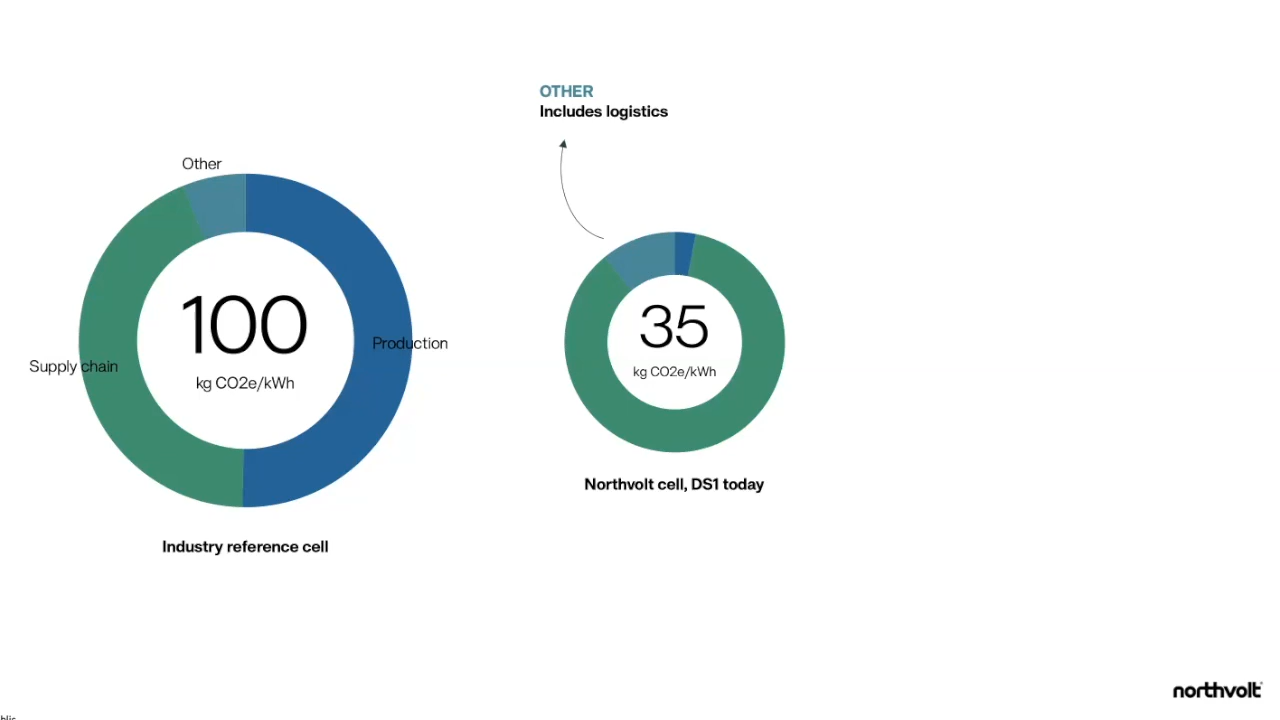 OTHER
Includes logistics
Other
100
kg CO2e/kWh
Production
Supply chain
Industry reference cell
35
kg CO2e/kWh
Northvolt cell, DS1 today
northvolt